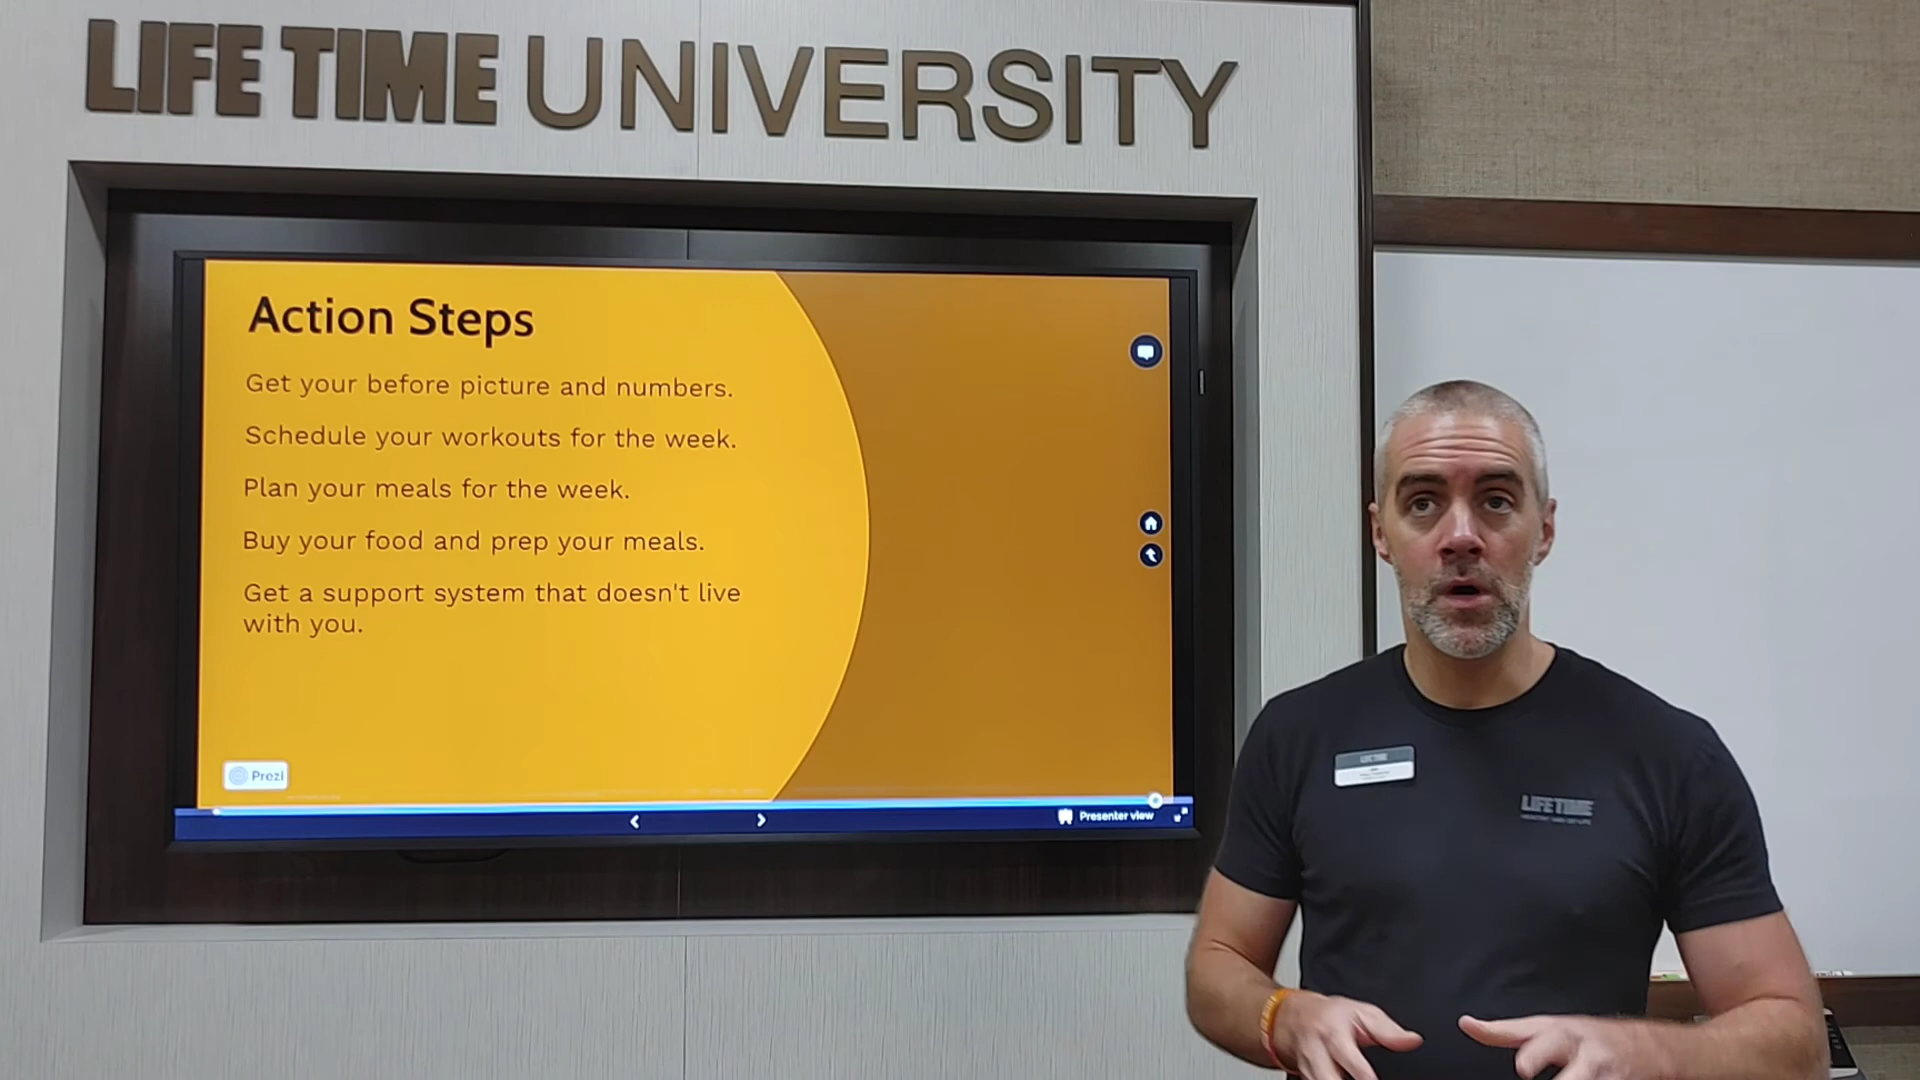 LIFE TIME UNIVERSITY
Action Steps
Get your before picture and numbers.
Schedule your workouts for the week.
Plan your meals for the week.
Buy your food and prep your meals.
Get a support system that doesn't live
with you.
Prezi
Presenter view
LIFE TIME
LIFE TIME